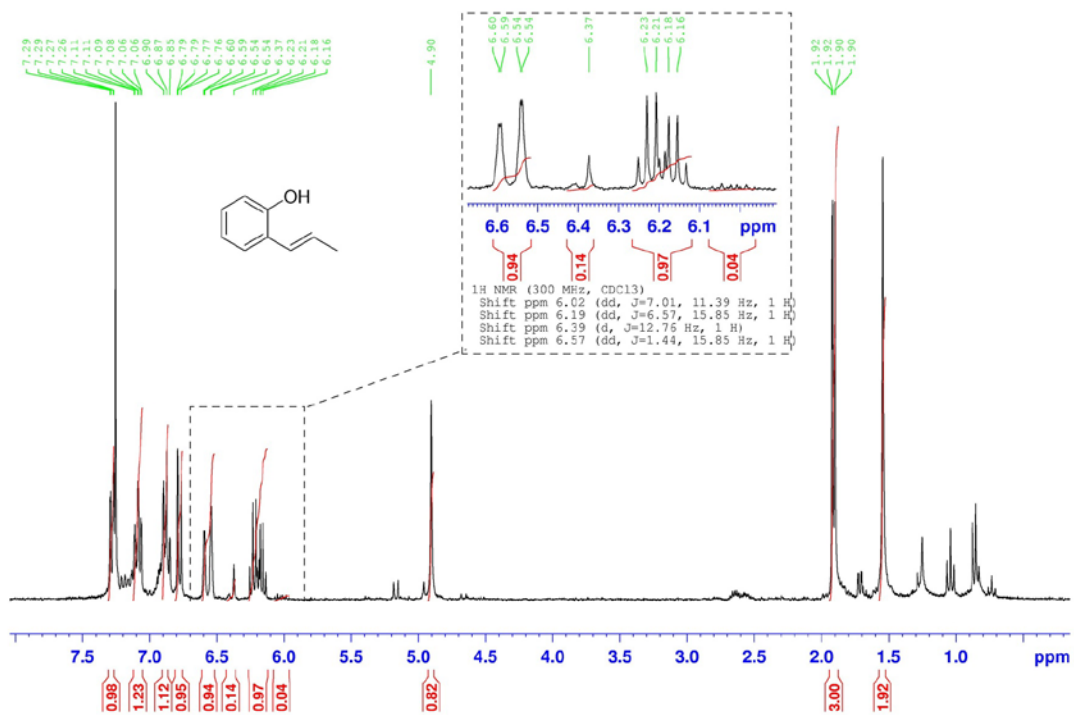 7.29 7.29 7.27 7.26 7.11 7.11 7.09 7.08 7.06 7.06 6.90 6.87 6.85 6.79 6.79 6.77 6.76 6.60 6.59 6.54 6.54 6.37 6.23 6.21 6.18 6.16
4.90
1.92 1.92 1.90 1.90
6.60 6.59 6.54 6.54 6.37 6.23 6.21 6.18 6.16
OH
6.6 6.5 6.4 6.3 6.2 6.1 ppm
0.94 0.14 0.97 0.04
1H NMR (300 MHz, CDCl3)
Shift ppm 6.02 (dd, J=7.01, 11.39 Hz, 1 H)
Shift ppm 6.19 (dd, J=6.57, 15.85 Hz, 1 H)
Shift ppm 6.39 (d, J=12.76 Hz, 1 H)
Shift ppm 6.57 (dd, J=1.44, 15.85 Hz, 1 H)
7.5 7.0 6.5 6.0 5.5 5.0 4.5 4.0 3.5 3.0 2.5 2.0 1.5 1.0 ppm
0.98 1.23 1.12 0.95 0.94 0.14 0.97 0.04 0.82 3.00 1.92